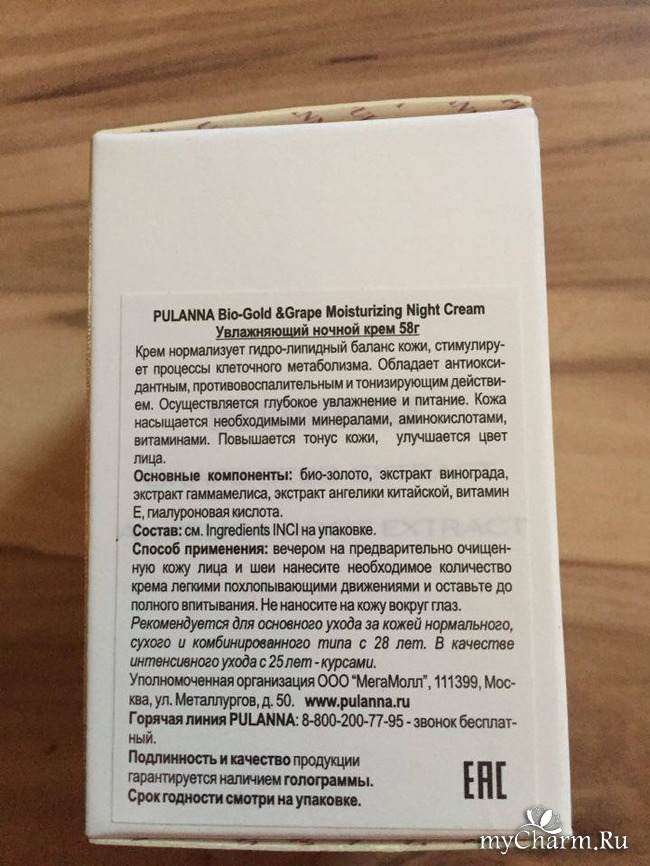 PULANNA Bio-Gold &Grape Moisturizing Night Cream
Увлажняющий ночной крем 58г
Крем нормализует гидро-липидный баланс кожи, стимулиру-
ет процессы клеточного метаболизма. Обладает антиокси-
дантным, противовоспалительным и тонизирующим действи-
ем. Осуществляется глубокое увлажнение и питание. Кожа
насыщается необходимыми минералами, аминокислотами,
витаминами. Повышается тонус кожи, улучшается цвет
лица.
Основные компоненты: био-золото, экстракт винограда,
экстракт гаммамелиса, экстракт ангелики китайской, витамин
Е, гиалуроновая кислота.
Состав: см. Ingredients INCI на упаковке.
EXTRACT
Способ применения: вечером на предварительно очищен-
ную кожу лица и шеи нанесите необходимое количество
крема легкими похлопывающими движениями и оставьте до
полного впитывания. Не наносите на кожу вокруг глаз.
Рекомендуется для основного ухода за кожей нормального,
сухого и комбинированного типа с 28 лет. В качестве
интенсивного ухода с 25 лет - курсами.
Уполномоченная организация ООО "МегаМолл", 111399, Мос-
ква, ул. Металлургов, д. 50. www.pulanna.ru
Горячая линия PULANNA: 8-800-200-77-95 - звонок бесплат-
ный.
Подлинность и качество продукции
гарантируется наличием голограммы.
Срок годности смотри на упаковке.
EAC
myCharm.Ru